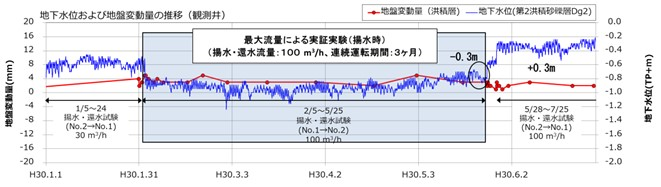 地下水位および地盤変動量の推移（観測井）
地盤変動量（洪積層）
地下水位(第2洪積砂礫層Dg2)
最大流量による実証実験(揚水時)
（揚水・還水流量：100 m³/h、連続運転期間：3ヶ月）
-0.3m
+0.3m
1/5～24
揚水・還水試験
(No.2→No.1)
30 m³/h
2/5～5/25
揚水・還水試験
(No.1→No.2)
100 m³/h
5/28～7/25
揚水・還水試験
(No.2→No.1)
100 m³/h
地盤変動量(mm)
20
16
12
8
4
0
-4
-8
-12
-16
-20
地下水位(TP+m)
0.0
-0.2
-0.4
-0.6
-0.8
-1.0
-1.2
-1.4
-1.6
-1.8
-2.0
H30.1.1
H30.1.31
H30.3.3
H30.4.2
H30.5.3
H30.6.2